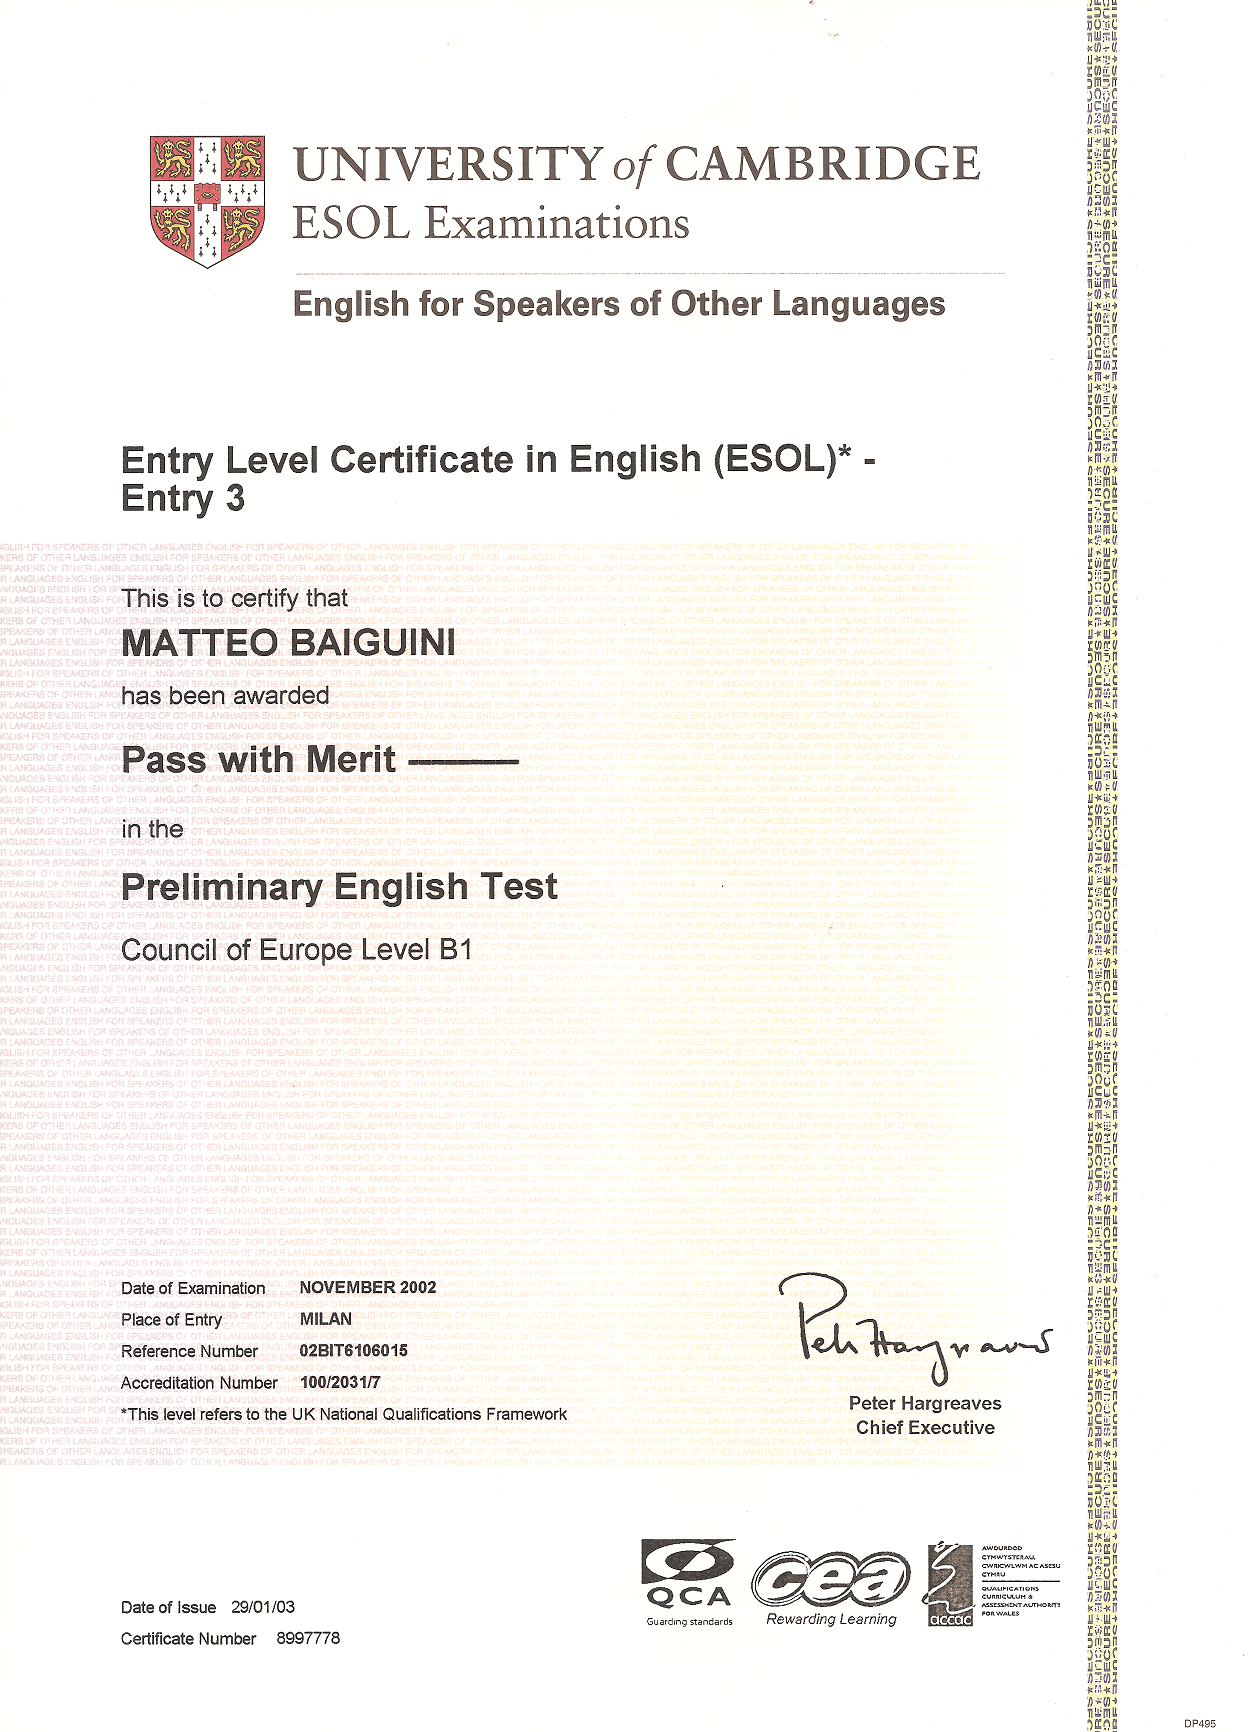 UNIVERSITY of CAMBRIDGE
ESOL Examinations
English for Speakers of Other Languages
Entry Level Certificate in English (ESOL)* -
Entry 3
This is to certify that
MATTEO BAIGUINI
has been awarded
Pass with Merit
in the
Preliminary English Test
Council of Europe Level B1
Date of Examination NOVEMBER 2002
Place of Entry MILAN
Reference Number 02BIT6106015
Accreditation Number 100/2031/7
*This level refers to the UK National Qualifications Framework
Peter Hargreaves
Chief Executive
QCA
Guarding standards
cea
Rewarding Learning
accac
AWDURDOD
CYMWYSTERAU,
CWRICWLWM AC ASESU
CYMRU
QUALIFICATIONS
CURRICULUM &
ASSESSMENT AUTHORITY
FOR WALES
Date of Issue 29/01/03
Certificate Number 8997778
DP495